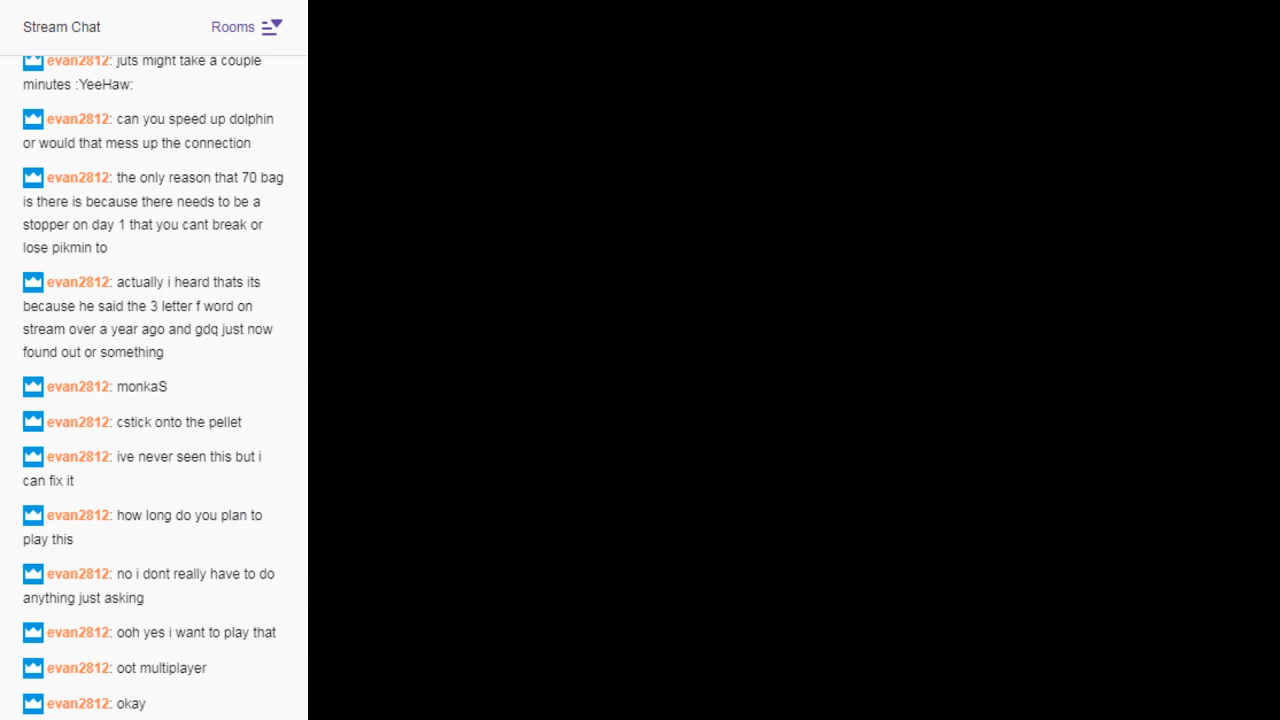 Stream Chat
Rooms
evan2812: juts might take a couple
minutes :YeeHaw:
evan2812: can you speed up dolphin
or would that mess up the connection
evan2812: the only reason that 70 bag
is there is because there needs to be a
stopper on day 1 that you cant break or
lose pikmin to
evan2812: actually i heard thats its
because he said the 3 letter f word on
stream over a year ago and gdq just now
found out or something
evan2812: monkaS
evan2812: cstick onto the pellet
evan2812: ive never seen this but i
can fix it
evan2812: how long do you plan to
play this
evan2812: no i dont really have to do
anything just asking
evan2812: ooh yes i want to play that
evan2812: oot multiplayer
evan2812: okay